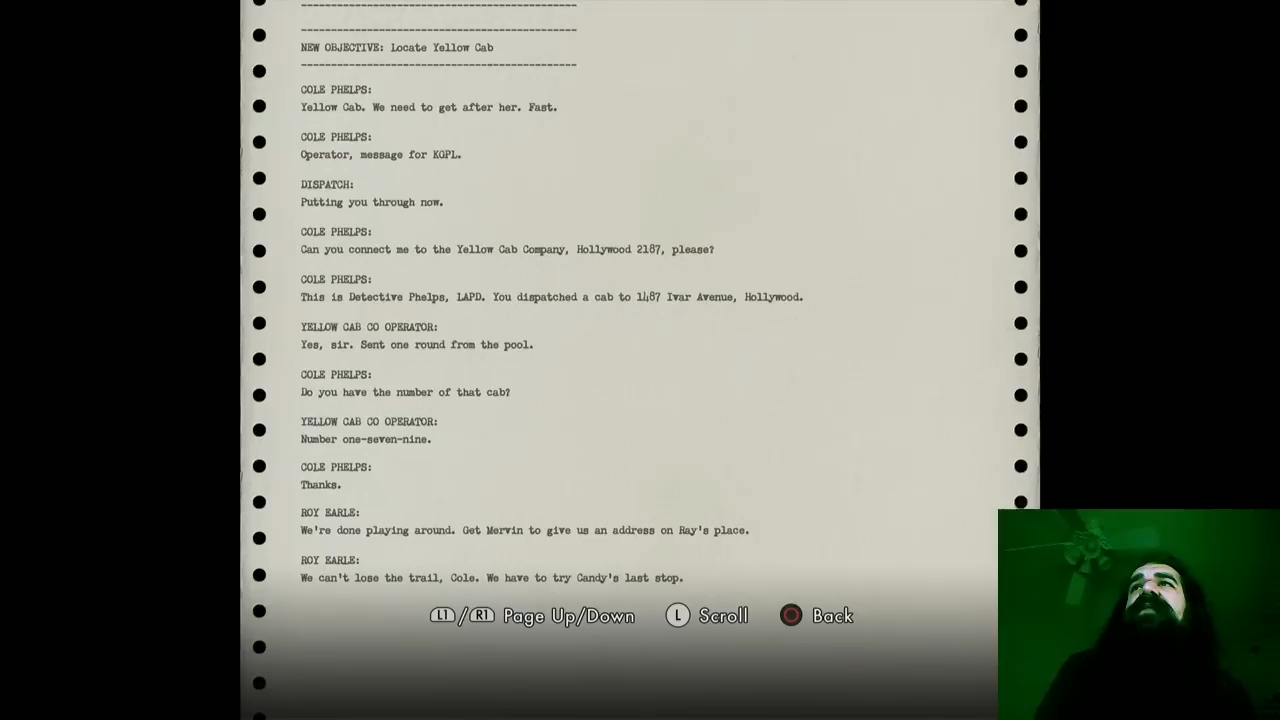 ------------------------------------------------
------------------------------------------------
NEW OBJECTIVE: Locate Yellow Cab
------------------------------------------------
COLE PHELPS:
Yellow Cab. We need to get after her. Fast.
COLE PHELPS:
Operator, message for KGPL.
DISPATCH:
Putting you through now.
COLE PHELPS:
Can you connect me to the Yellow Cab Company, Hollywood 2187, please?
COLE PHELPS:
This is Detective Phelps, LAPD. You dispatched a cab to 1487 Ivar Avenue, Hollywood.
YELLOW CAB CO OPERATOR:
Yes, sir. Sent one round from the pool.
COLE PHELPS:
Do you have the number of that cab?
YELLOW CAB CO OPERATOR:
Number one-seven-nine.
COLE PHELPS:
Thanks.
ROY EARLE:
We're done playing around. Get Mervin to give us an address on Ray's place.
ROY EARLE:
We can't lose the trail, Cole. We have to try Candy's last stop.
L1/R1 Page Up/Down L Scroll Back